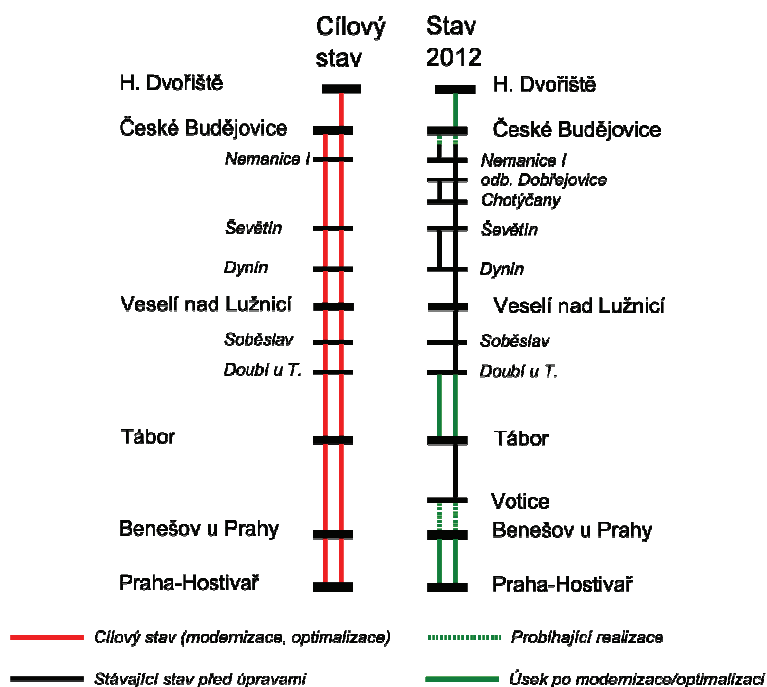 Cílový
stav
Stav
2012
H. Dvořiště
H. Dvořiště
České Budějovice
České Budějovice
Nemanice I
Nemanice I
odb. Dobřejovice
Chotýčany
Ševětín
Ševětín
Dynín
Dynín
Veselí nad Lužnicí
Veselí nad Lužnicí
Soběslav
Soběslav
Doubí u T.
Doubí u T.
Tábor
Tábor
Votice
Benešov u Prahy
Benešov u Prahy
Praha-Hostivař
Praha-Hostivař
Cílový stav (modernizace, optimalizace)
Probíhající realizace
Stávající stav před úpravami
Úsek po modernizace/optimalizaci